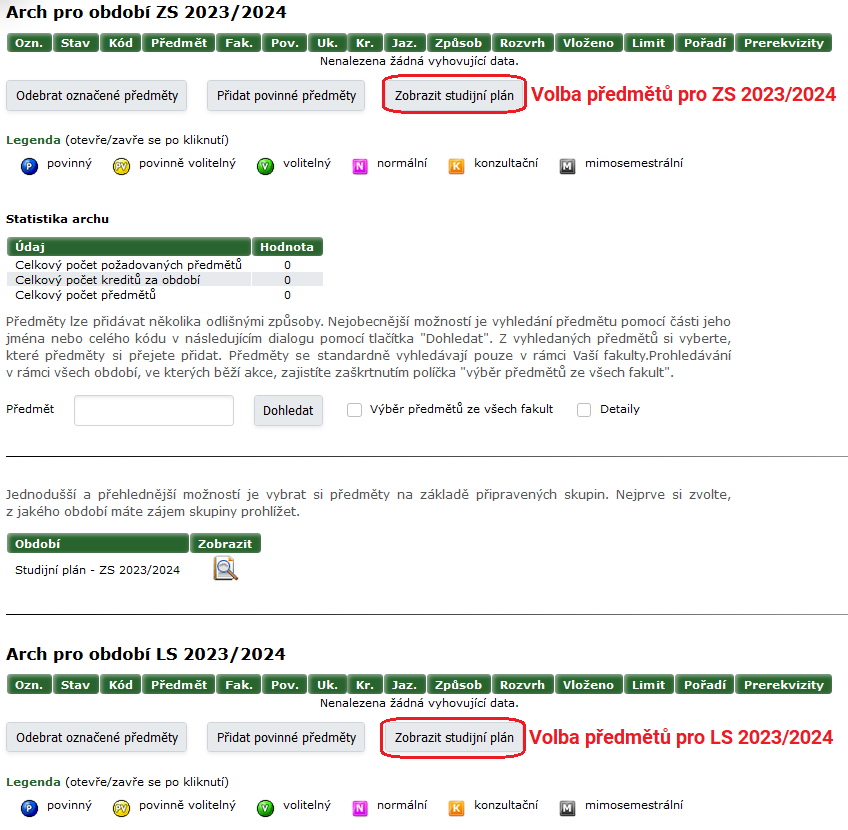 Arch pro období ZS 2023/2024
Ozn. Stav Kód Předmět Fak. Pov. Uk. Kr. Jaz. Způsob Rozvrh Vloženo Limit Pořadí Prerekvizity
Nenalezena žádná vyhovující data.
Odebrat označené předměty Přidat povinné předměty Zobrazit studijní plán Volba předmětů pro ZS 2023/2024
Legenda (otevře/zavře se po kliknutí)
P povinný PV povinně volitelný V volitelný N normální K konzultační M mimosemestrální
Statistika archu
Údaj Hodnota
Celkový počet požadovaných předmětů 0
Celkový počet kreditů za období 0
Celkový počet předmětů 0
Předměty lze přidávat několika odlišnými způsoby. Nejobecnější možností je vyhledání předmětu pomocí části jeho
jména nebo celého kódu v následujícím dialogu pomocí tlačítka "Dohledat". Z vyhledaných předmětů si vyberte,
které předměty si přejete přidat. Předměty se standardně vyhledávají pouze v rámci Vaší fakulty.Prohledávání
v rámci všech období, ve kterých běží akce, zajistíte zaškrtnutím políčka "výběr předmětů ze všech fakult".
Předmět Dohledat Výběr předmětů ze všech fakult Detaily
Jednodušší a přehlednější možností je vybrat si předměty na základě připravených skupin. Nejprve si zvolte,
z jakého období máte zájem skupiny prohlížet.
Období Zobrazit
Studijní plán - ZS 2023/2024
Arch pro období LS 2023/2024
Ozn. Stav Kód Předmět Fak. Pov. Uk. Kr. Jaz. Způsob Rozvrh Vloženo Limit Pořadí Prerekvizity
Nenalezena žádná vyhovující data.
Odebrat označené předměty Přidat povinné předměty Zobrazit studijní plán Volba předmětů pro LS 2023/2024
Legenda (otevře/zavře se po kliknutí)
P povinný PV povinně volitelný V volitelný N normální K konzultační M mimosemestrální